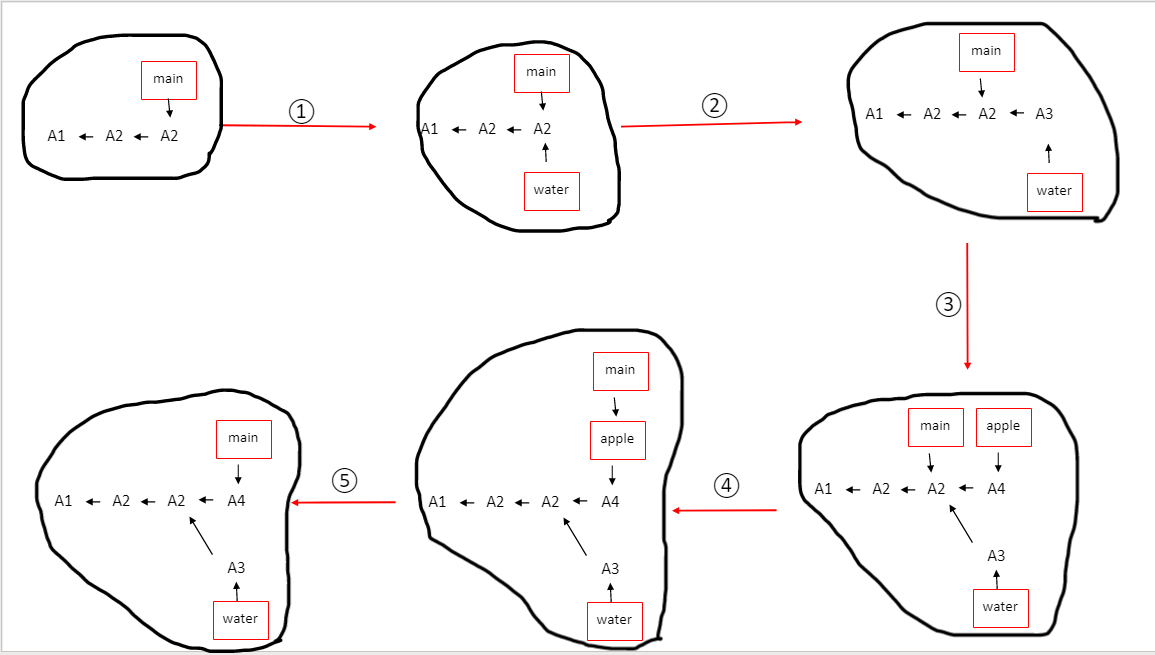 main
A1 A2 A2
①
main
A1 A2 A2
water
②
main
A1 A2 A2 A3
water
③
main apple
A1 A2 A2 A4
A3
water
④
main
apple
A1 A2 A2 A4
A3
water
⑤
main
A1 A2 A2 A4
A3
water